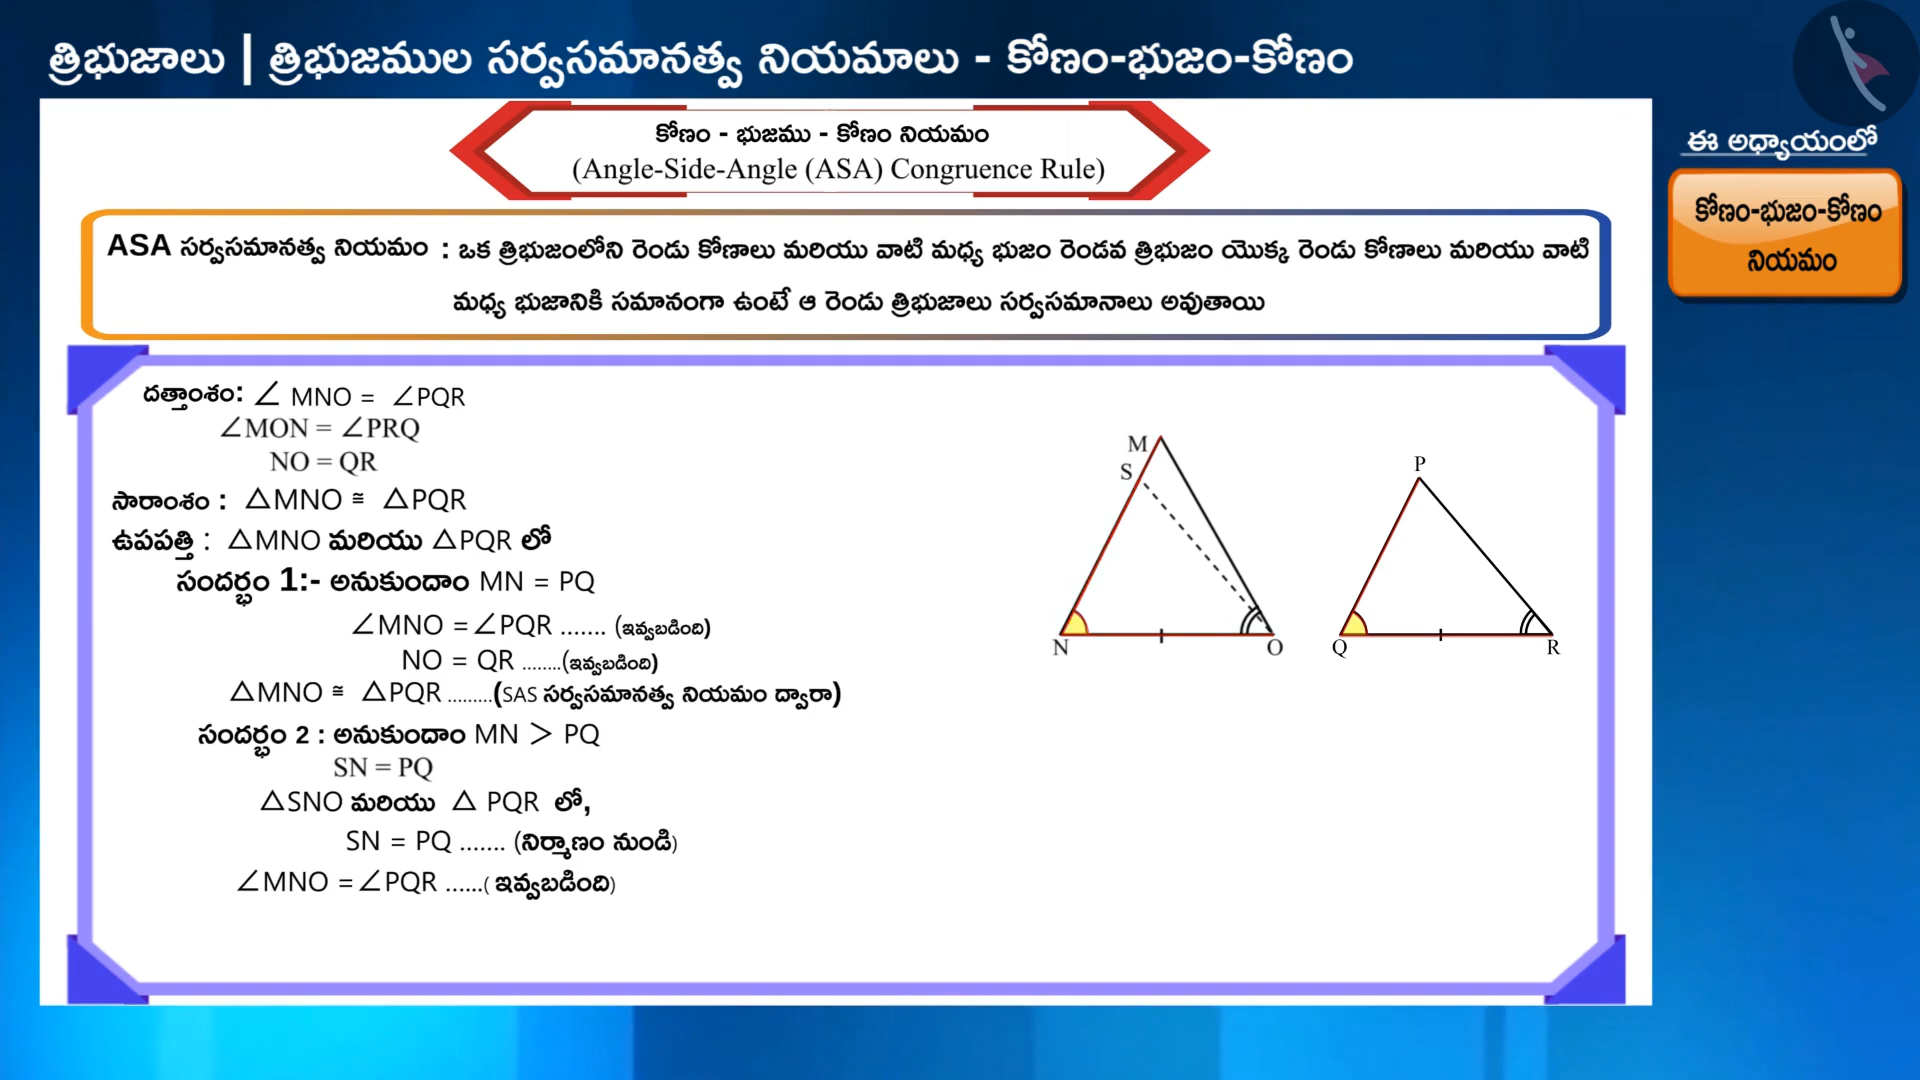 త్రిభుజాలు | త్రిభుజముల సర్వసమానత్వ నియమాలు - కోణం-భుజం-కోణం
ఈ అధ్యాయంలో
కోణం-భుజం-కోణం
నియమం
కోణం - భుజము - కోణం నియమం
(Angle-Side-Angle (ASA) Congruence Rule)
ASA సర్వసమానత్వ నియమం : ఒక త్రిభుజంలోని రెండు కోణాలు మరియు వాటి మధ్య భుజం రెండవ త్రిభుజం యొక్క రెండు కోణాలు మరియు వాటి
మధ్య భుజానికి సమానంగా ఉంటే ఆ రెండు త్రిభుజాలు సర్వసమానాలు అవుతాయి
దత్తాంశం: ∠ MNO = ∠PQR
∠MON = ∠PRQ
NO = QR
సారాంశం : △MNO ≅ △PQR
ఉపపత్తి : △MNO మరియు △PQR లో
సందర్భం 1:- అనుకుందాం MN = PQ
∠MNO =∠PQR ....... (ఇవ్వబడింది)
NO = QR ........(ఇవ్వబడింది)
△MNO ≅ △PQR .........(SAS సర్వసమానత్వ నియమం ద్వారా)
సందర్భం 2 : అనుకుందాం MN > PQ
SN = PQ
△SNO మరియు △ PQR లో,
SN = PQ ....... (నిర్మాణం నుండి)
∠MNO =∠PQR ......( ఇవ్వబడింది)
M
S
N
O
P
Q
R